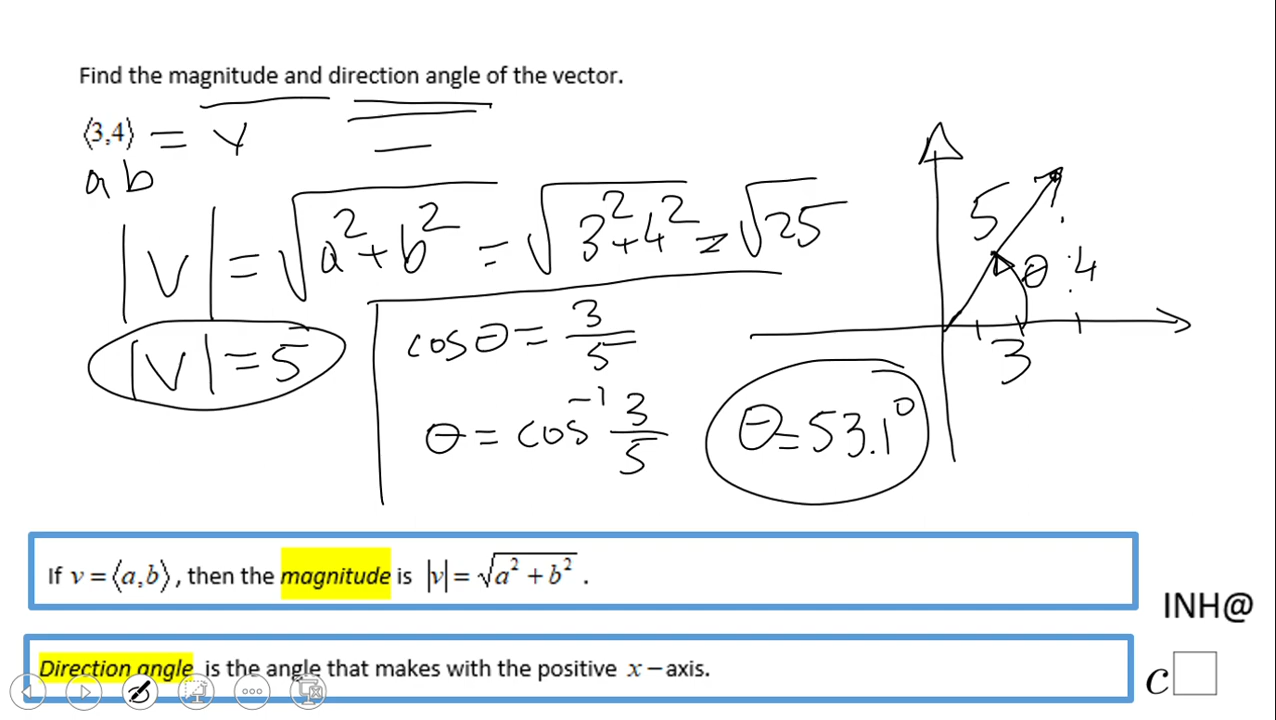 Find the magnitude and direction angle of the vector.
⟨3,4⟩ = v
a b
|v| = √(a²+b²) = √(3²+4²) = √25
|v| = 5
cosθ = 3/5
θ = cos⁻¹ 3/5
θ = 53.1°
5
θ
4
3
If v = ⟨a,b⟩, then the magnitude is |v| = √(a² + b²).
INH@
Direction angle is the angle that makes with the positive x – axis.
c